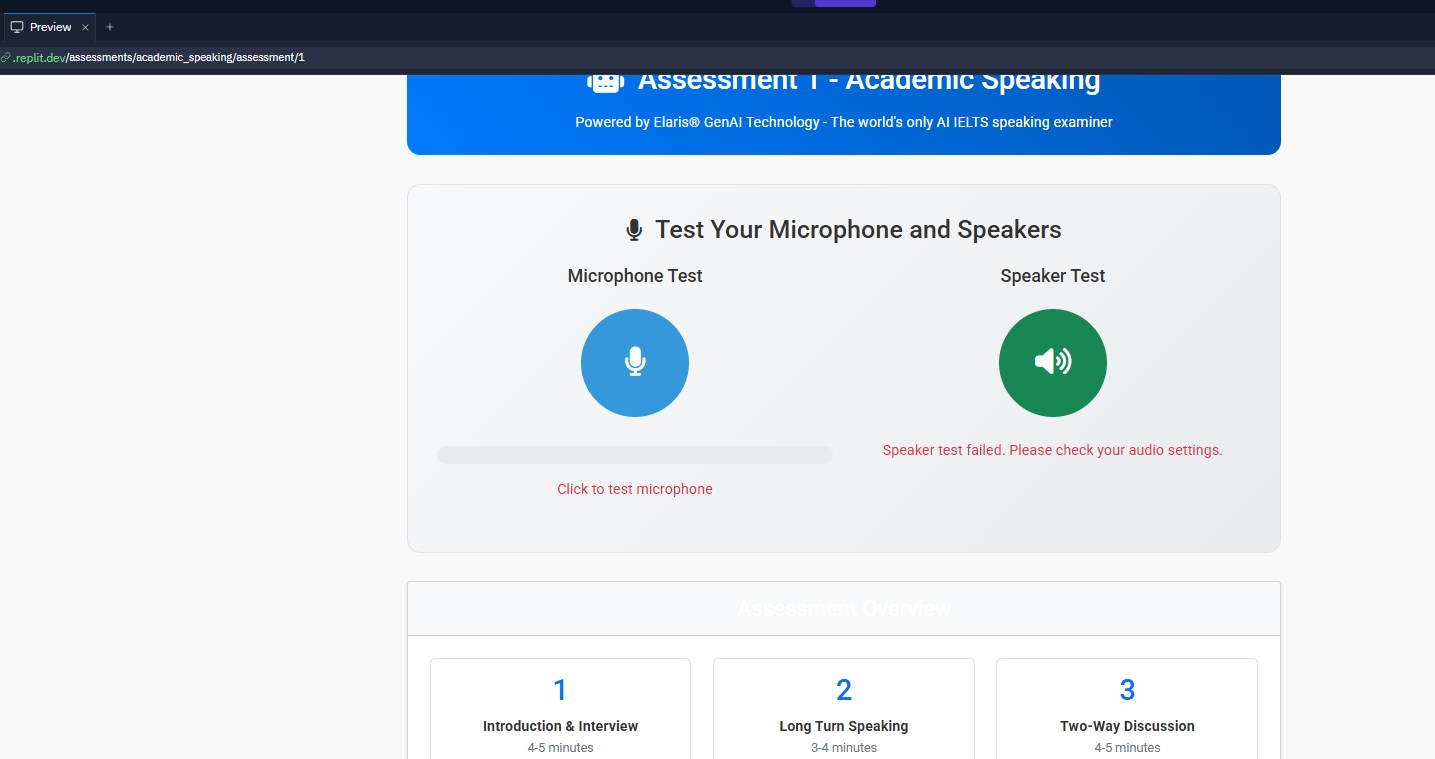 Preview
.replit.dev/assessments/academic_speaking/assessment/1
Assessment 1 - Academic Speaking
Powered by Elaris® GenAI Technology - The world's only AI IELTS speaking examiner
Test Your Microphone and Speakers
Microphone Test
Speaker Test
Speaker test failed. Please check your audio settings.
Click to test microphone
Assessment Overview
1
2
3
Introduction & Interview
Long Turn Speaking
Two-Way Discussion
4-5 minutes
3-4 minutes
4-5 minutes